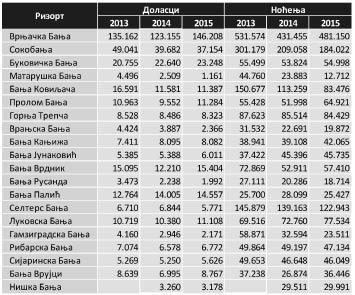 Ризорт Доласци Ноћења
2013 2014 2015 2013 2014 2015
Врњачка Бања 135.162 123.155 146.208 531.574 431.455 481.150
Сокобања 49.041 39.682 37.154 301.179 209.058 184.022
Буковичка Бања 20.755 22.640 23.248 55.499 53.824 54.998
Матарушка Бања 4.496 2.509 1.161 44.760 23.883 12.712
Бања Ковиљача 16.591 11.581 11.387 150.677 113.259 83.476
Пролом Бања 10.963 9.552 11.284 55.428 51.998 64.921
Горња Трепча 8.528 8.486 8.323 87.623 85.514 84.429
Врањска Бања 4.424 3.887 2.366 31.532 22.691 19.872
Бања Кањижа 7.411 8.095 8.082 38.941 39.108 42.065
Бања Јунаковић 5.385 5.388 6.011 37.422 45.396 45.735
Бања Врдник 15.095 12.210 15.404 72.869 52.911 57.410
Бања Русанда 3.473 2.238 1.992 27.111 20.286 18.714
Бања Палић 12.764 14.005 14.557 25.700 28.099 25.427
Селтерс Бања 6.710 6.844 5.771 145.879 139.163 122.943
Луковска Бања 10.719 10.380 11.108 69.516 72.760 77.534
Гамзиградска Бања 4.160 2.946 2.171 58.871 32.594 23.511
Рибарска Бања 7.074 6.578 6.772 49.864 49.197 47.134
Сијаринска Бања 5.269 5.250 5.626 49.653 46.648 46.049
Бања Врујци 8.639 6.995 8.767 37.238 26.874 36.446
Нишка Бања 3.260 3.178 29.511 29.991